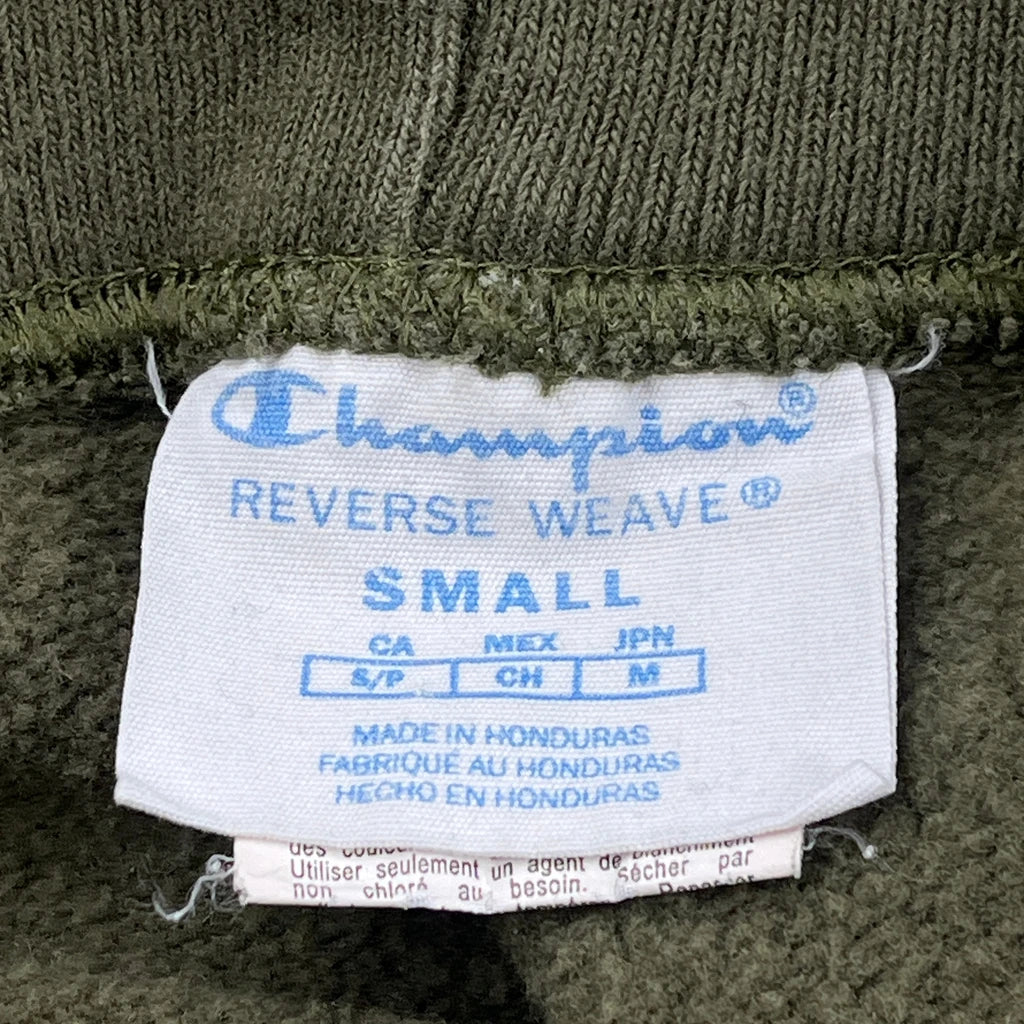 Champion®
REVERSE WEAVE®
SMALL
CA MEX JPN
S/P CH M
MADE IN HONDURAS
FABRIQUÉ AU HONDURAS
HECHO EN HONDURAS
des
Utiliser seulement un agent de blanchiment
non chloré au besoin. Sécher par